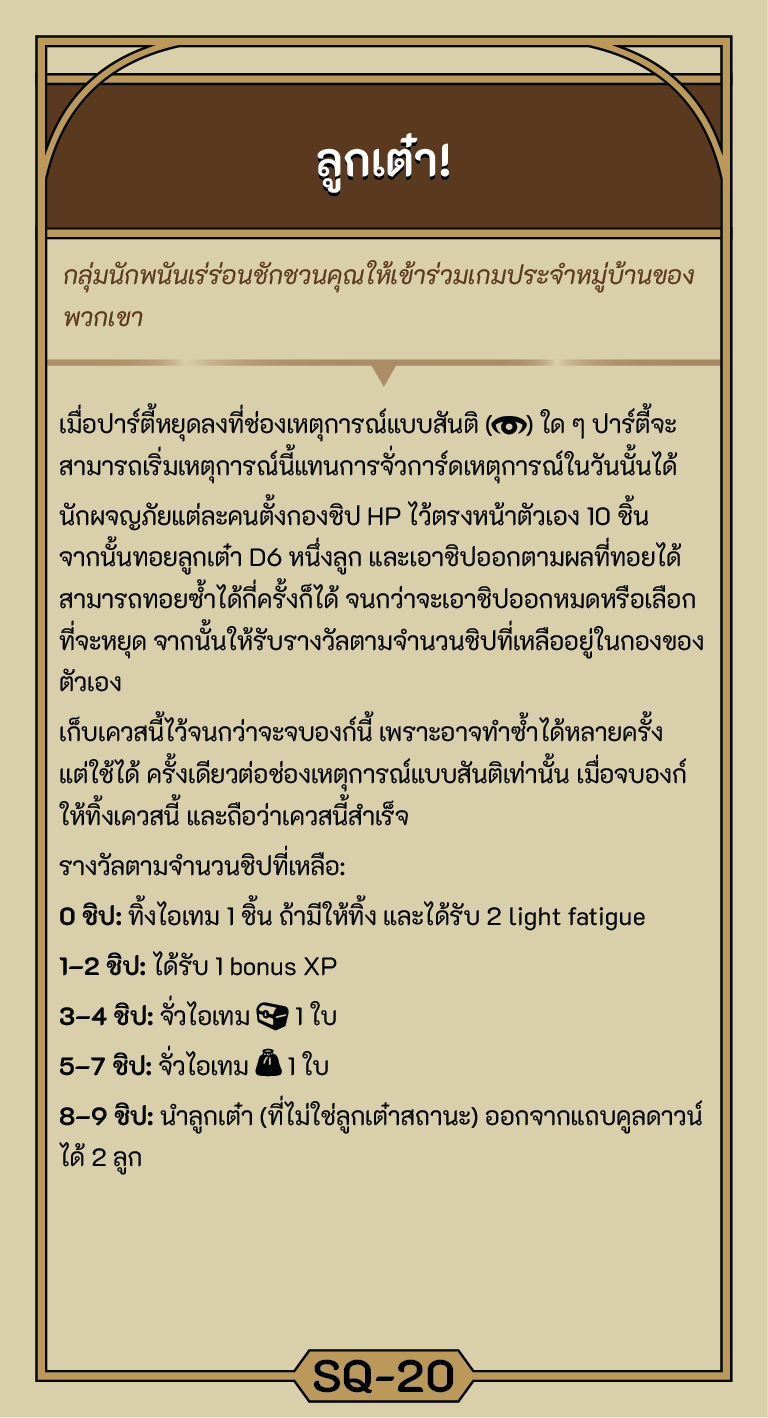 ลูกเต๋า!
กลุ่มนักพนันเร่ร่อนชักชวนคุณให้เข้าร่วมเกมประจำหมู่บ้านของ
พวกเขา
เมื่อปาร์ตี้หยุดลงที่ช่องเหตุการณ์แบบสันติ () ใด ๆ ปาร์ตี้จะ
สามารถเริ่มเหตุการณ์นี้แทนการจั่วการ์ดเหตุการณ์ในวันนั้นได้
นักผจญภัยแต่ละคนตั้งกองชิป HP ไว้ตรงหน้าตัวเอง 10 ชิ้น
จากนั้นทอยลูกเต๋า D6 หนึ่งลูก และเอาชิปออกตามผลที่ทอยได้
สามารถทอยซ้ำได้กี่ครั้งก็ได้ จนกว่าจะเอาชิปออกหมดหรือเลือก
ที่จะหยุด จากนั้นให้รับรางวัลตามจำนวนชิปที่เหลืออยู่ในกองของ
ตัวเอง
เก็บเควสนี้ไว้จนกว่าจะจบองก์นี้ เพราะอาจทำซ้ำได้หลายครั้ง
แต่ใช้ได้ ครั้งเดียวต่อช่องเหตุการณ์แบบสันติเท่านั้น เมื่อจบองก์
ให้ทิ้งเควสนี้ และถือว่าเควสนี้สำเร็จ
รางวัลตามจำนวนชิปที่เหลือ:
0 ชิป: ทิ้งไอเทม 1 ชิ้น ถ้ามีให้ทิ้ง และได้รับ 2 light fatigue
1–2 ชิป: ได้รับ 1 bonus XP
3–4 ชิป: จั่วไอเทม 1 ใบ
5–7 ชิป: จั่วไอเทม 1 ใบ
8–9 ชิป: นำลูกเต๋า (ที่ไม่ใช่ลูกเต๋าสถานะ) ออกจากแถบคูลดาวน์
ได้ 2 ลูก
SQ-20